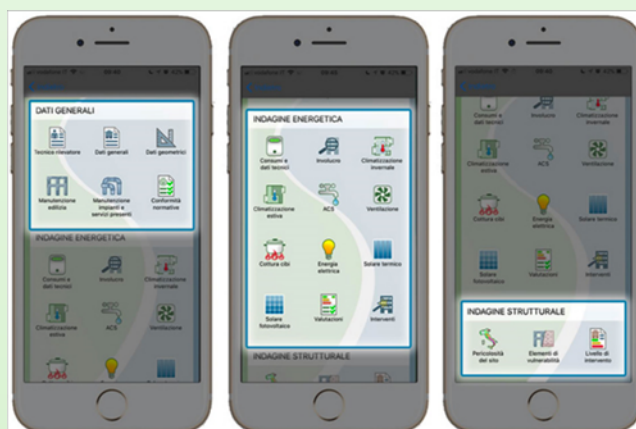 DATI GENERALI
Tecnico rilevatore
Dati generali
Dati geometrici
Manutenzione
edilizia
Manutenzione
impianti e
servizi presenti
Conformità
normativa
INDAGINE ENERGETICA
Consumi e
dati tecnici
Involucro
Climatizzazione
invernale
Climatizzazione
estiva
ACS
Ventilazione
09:40
INDAGINE ENERGETICA
Consumi e
dati tecnici
Involucro
Climatizzazione
invernale
Climatizzazione
estiva
ACS
Ventilazione
Cottura cibi
Energia
elettrica
Solare termico
Solare
fotovoltaico
Valutazioni
Interventi
INDAGINE STRUTTURALE
Consumi e
dati tecnici
Involucro
Climatizzazione
invernale
Climatizzazione
estiva
ACS
Ventilazione
Cottura cibi
Energia
elettrica
Solare termico
Solare
fotovoltaico
Valutazioni
Interventi
INDAGINE STRUTTURALE
Pericolosità
del sito
Elementi di
vulnerabilità
Livello di
intervento